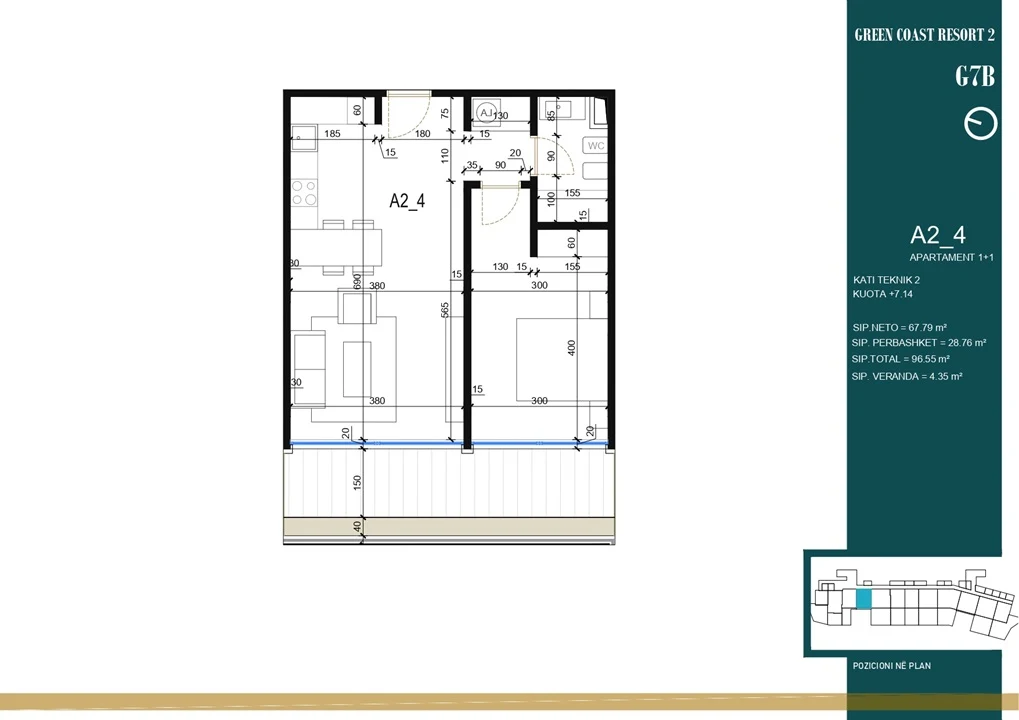 GREEN COAST RESORT 2
G7B
A2_4
APARTAMENT 1+1
KATI TEKNIK 2
KUOTA +7.14
SIP.NETO = 67.79 m²
SIP. PERBASHKET = 28.76 m²
SIP.TOTAL = 96.55 m²
SIP. VERANDA = 4.35 m²
POZICIONI NË PLAN
60
75
130
85
185
180
15
15
110
20
35
90
90
WC
155
100
15
A2_4
60
30
690
380
15
130
15
155
300
565
400
30
380
15
300
20
20
150
40